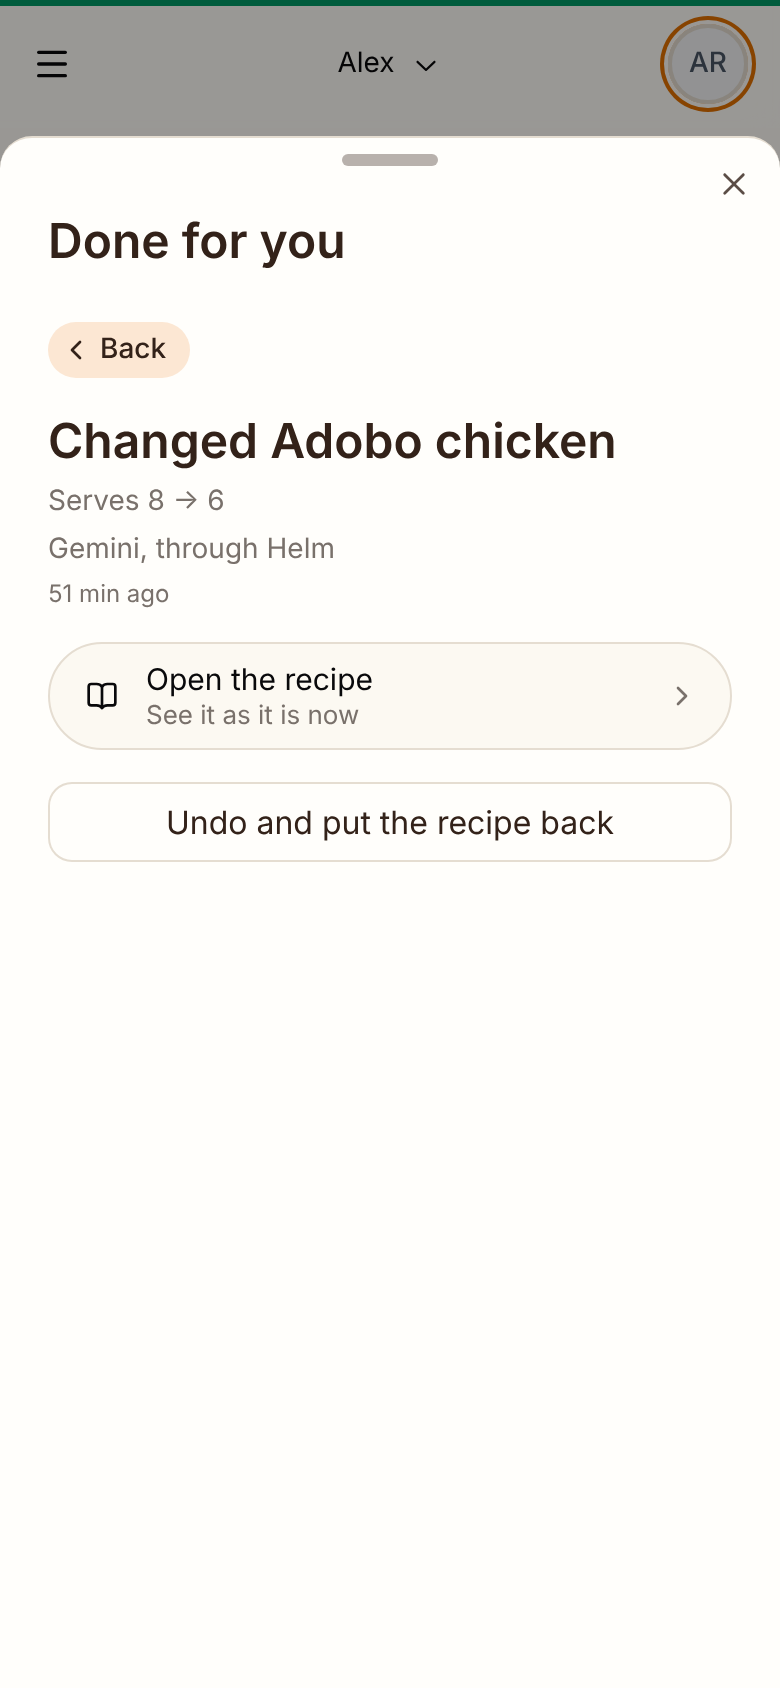 Alex
AR
Done for you
Back
Changed Adobo chicken
Serves 8 → 6
Gemini, through Helm
51 min ago
Open the recipe
See it as it is now
Undo and put the recipe back